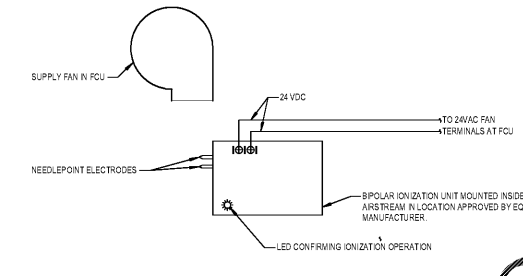 SUPPLY FAN IN FCU
24 VDC
TO 24VAC FAN
TERMINALS AT FCU
NEEDLEPOINT ELECTRODES
BIPOLAR IONIZATION UNIT MOUNTED INSIDE
AIRSTREAM IN LOCATION APPROVED BY EQ
MANUFACTURER.
LED CONFIRMING IONIZATION OPERATION